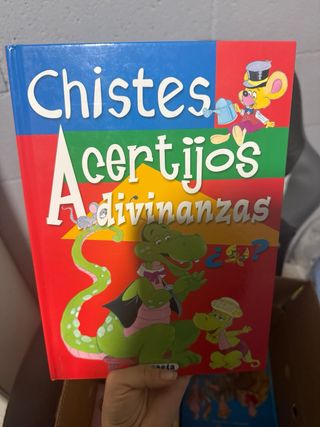 Chistes
Acertijos
Adivinanzas
¿?